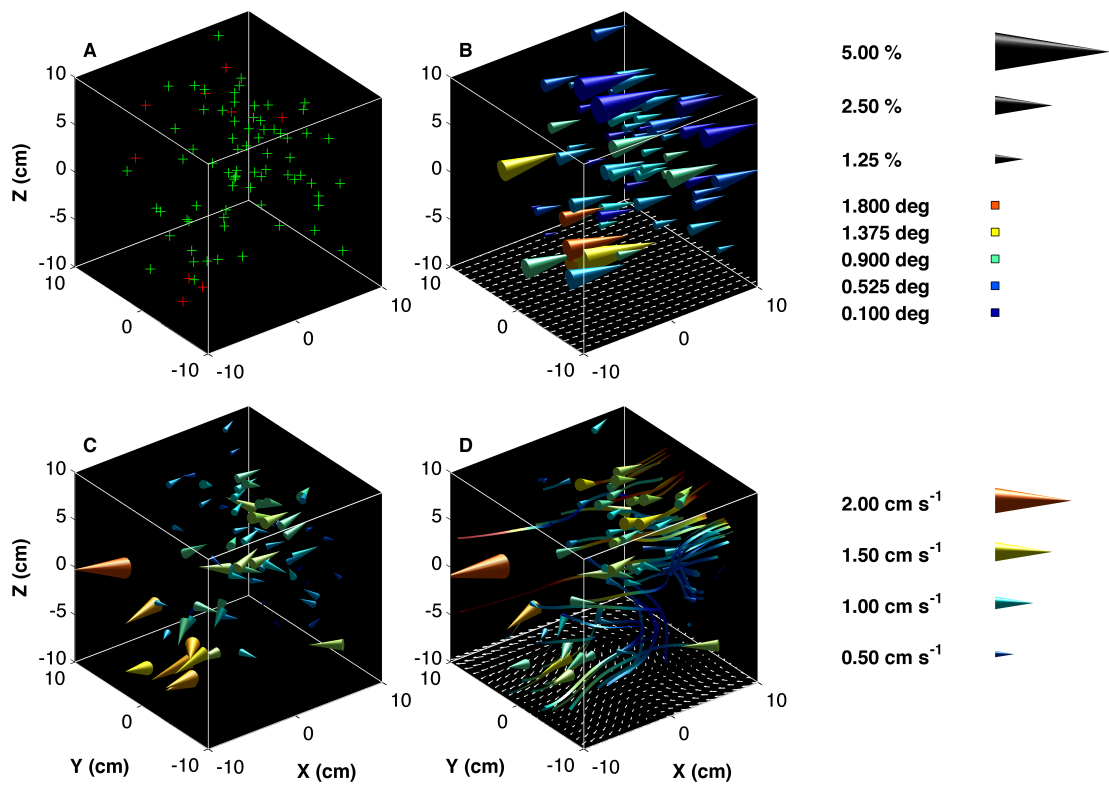 A
B
10
5
0
-5
-10
10
0
-10
-10
0
10
Z (cm)
10
5
0
-5
-10
10
0
-10
-10
0
10
5.00 %
2.50 %
1.25 %
1.800 deg
1.375 deg
0.900 deg
0.525 deg
0.100 deg
C
D
10
5
0
-5
-10
10
0
-10
-10
0
10
Z (cm)
Y (cm)
X (cm)
10
5
0
-5
-10
10
0
-10
-10
0
10
Y (cm)
X (cm)
2.00 cm s⁻¹
1.50 cm s⁻¹
1.00 cm s⁻¹
0.50 cm s⁻¹